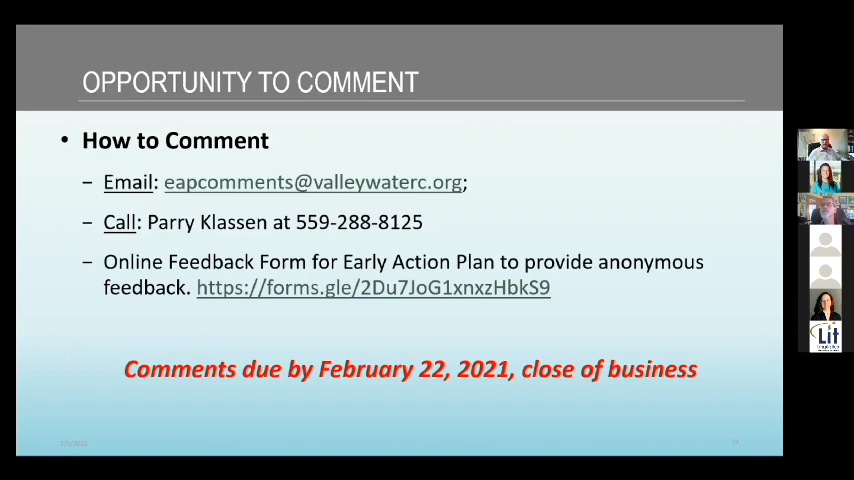 OPPORTUNITY TO COMMENT
• How to Comment
– Email: eapcomments@valleywaterc.org;
– Call: Parry Klassen at 559-288-8125
– Online Feedback Form for Early Action Plan to provide anonymous
feedback. https://forms.gle/2Du7JoG1xnxzHbkS9
Comments due by February 22, 2021, close of business
Lit